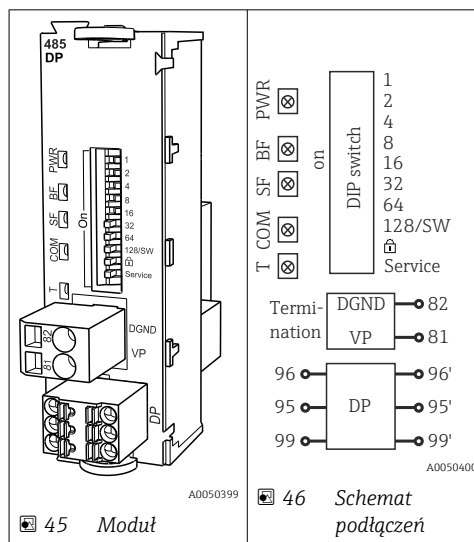 485
DP
PWR
BF
SF
COM
T
On
1
2
4
8
16
32
64
128/SW
Service
82
81
DGND
VP
DP
A0050399
45 Moduł
PWR
BF
SF
COM
T
on
DIP switch
1
2
4
8
16
32
64
128/SW
Service
Termi-
nation
DGND
VP
82
81
96
95
99
DP
96'
95'
99'
A0050400
46 Schemat
podłączeń